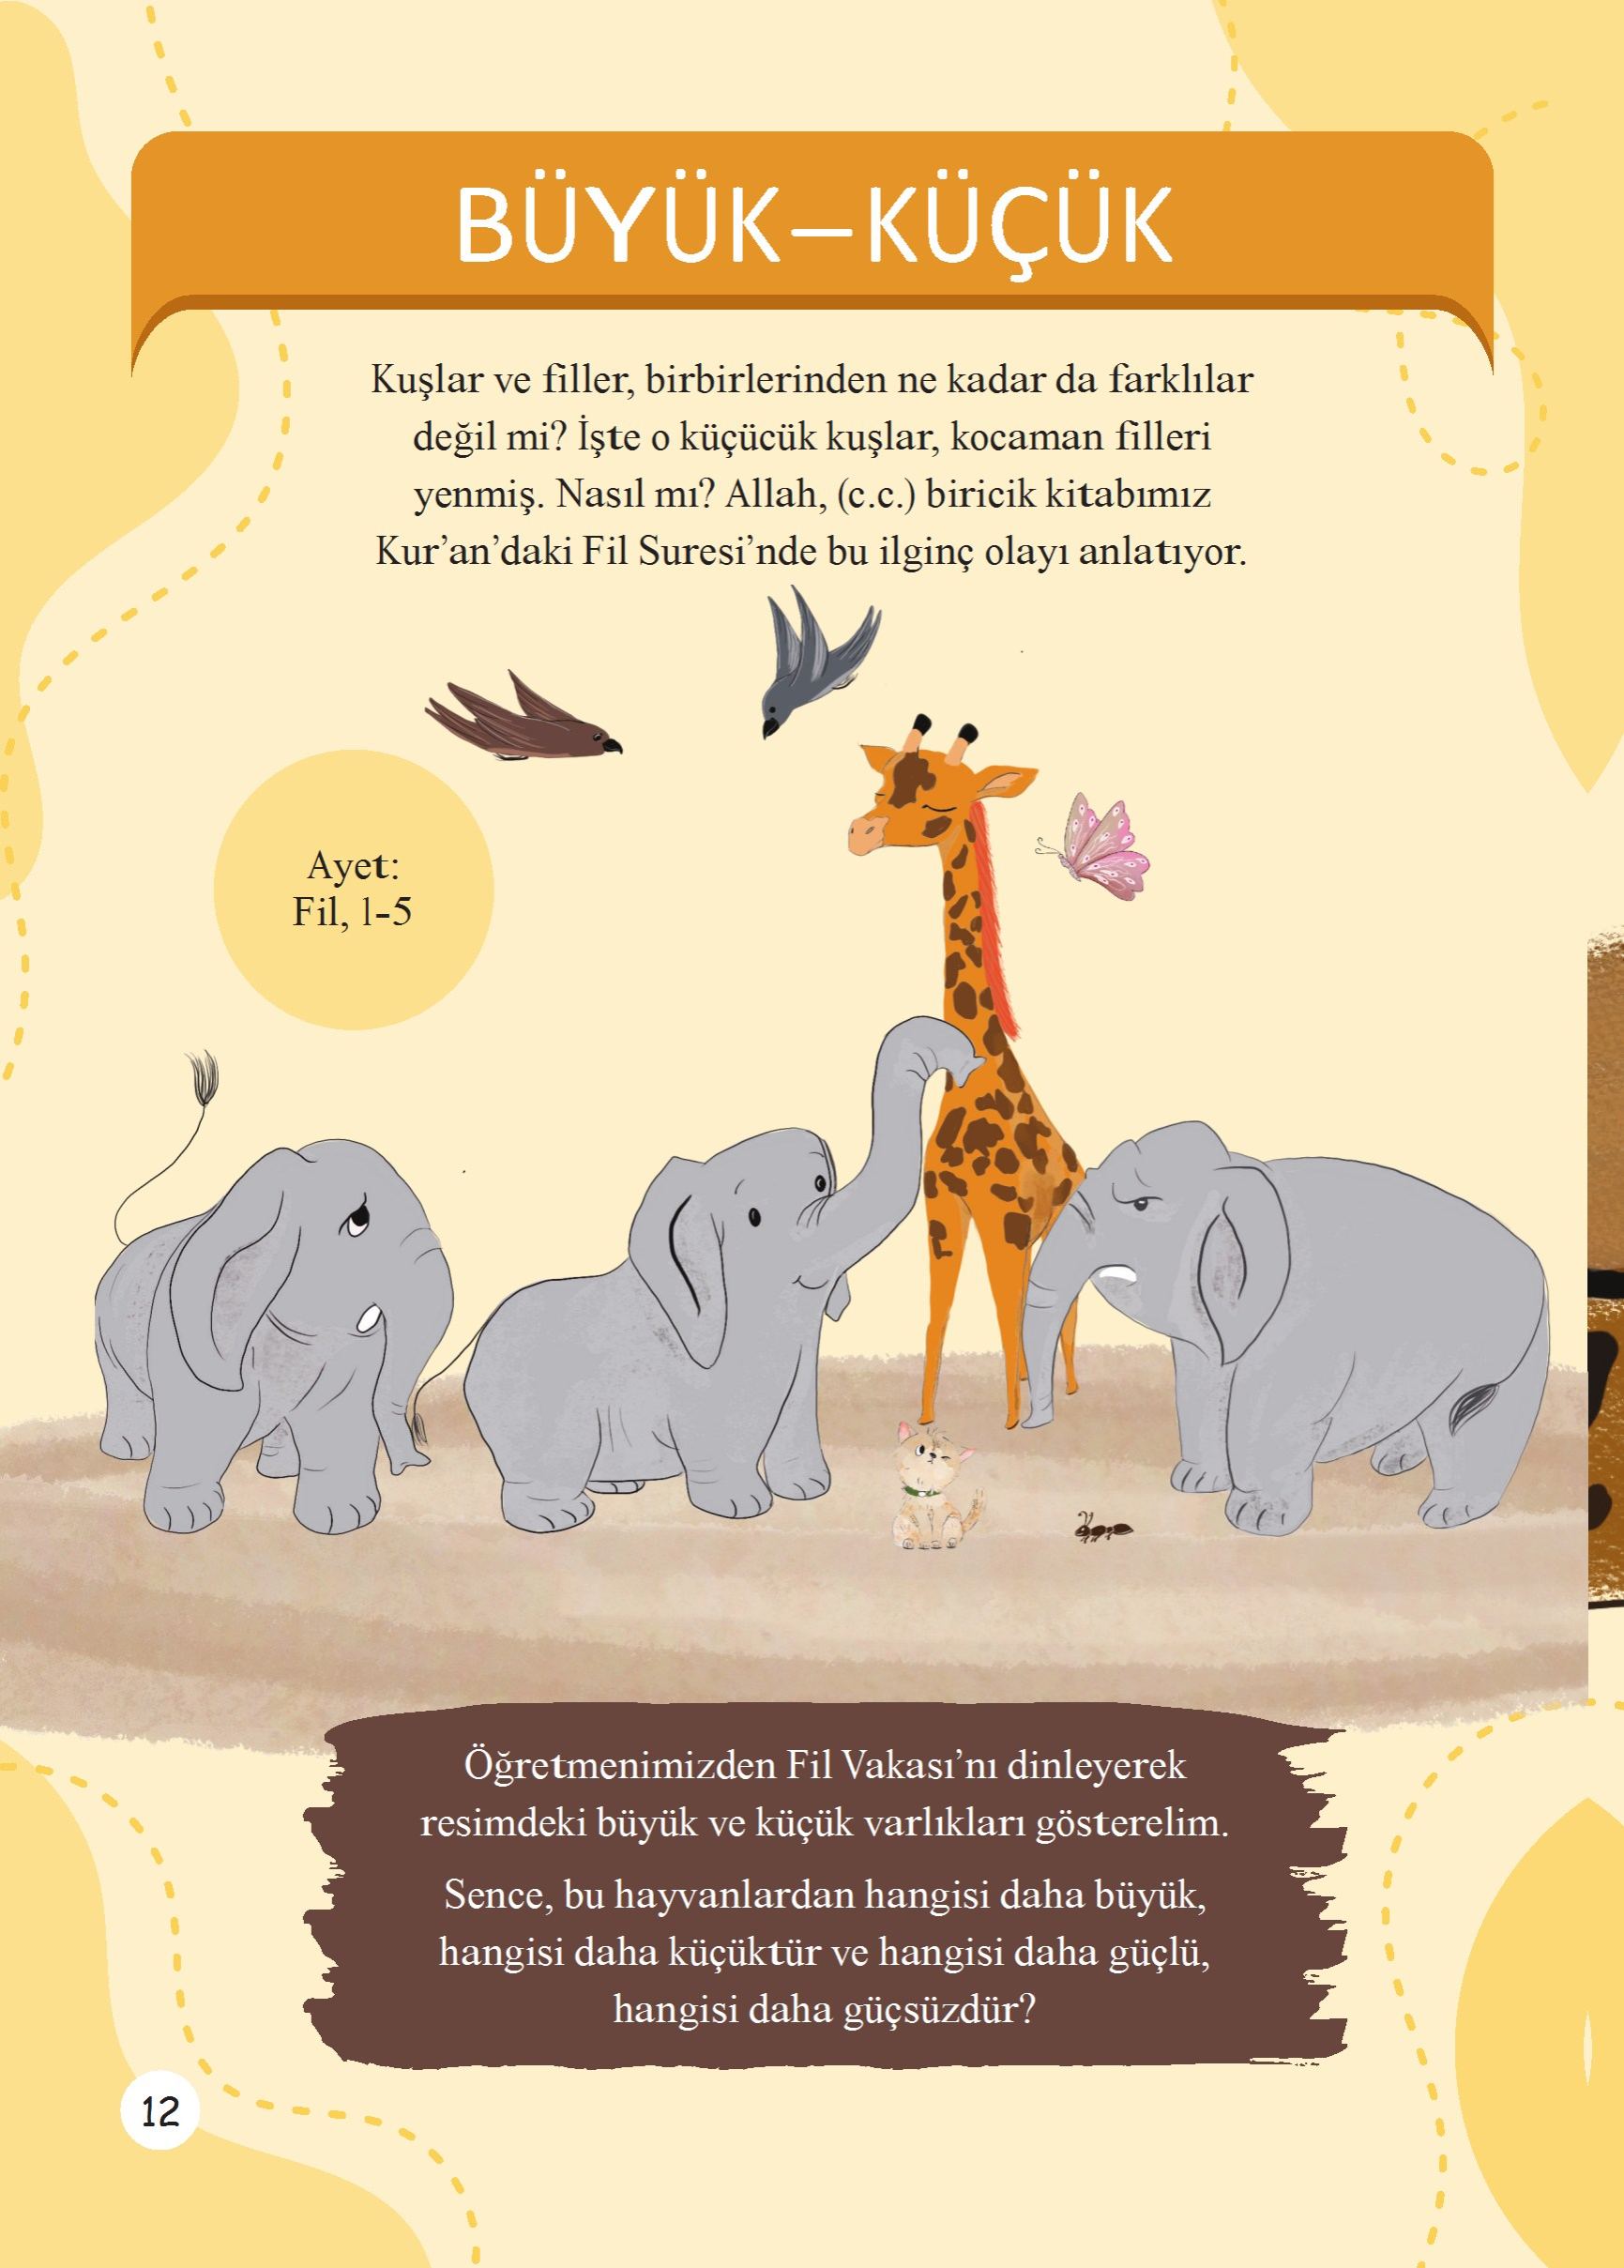 BÜYÜK–KÜÇÜK
Kuşlar ve filler, birbirlerinden ne kadar da farklılar
değil mi? İşte o küçücük kuşlar, kocaman filleri
yenmiş. Nasıl mı? Allah, (c.c.) biricik kitabımız
Kur’an’daki Fil Suresi’nde bu ilginç olayı anlatıyor.
Ayet:
Fil, 1-5
Öğretmenimizden Fil Vakası’nı dinleyerek
resimdeki büyük ve küçük varlıkları gösterelim.
Sence, bu hayvanlardan hangisi daha büyük,
hangisi daha küçüktür ve hangisi daha güçlü,
hangisi daha güçsüzdür?
12